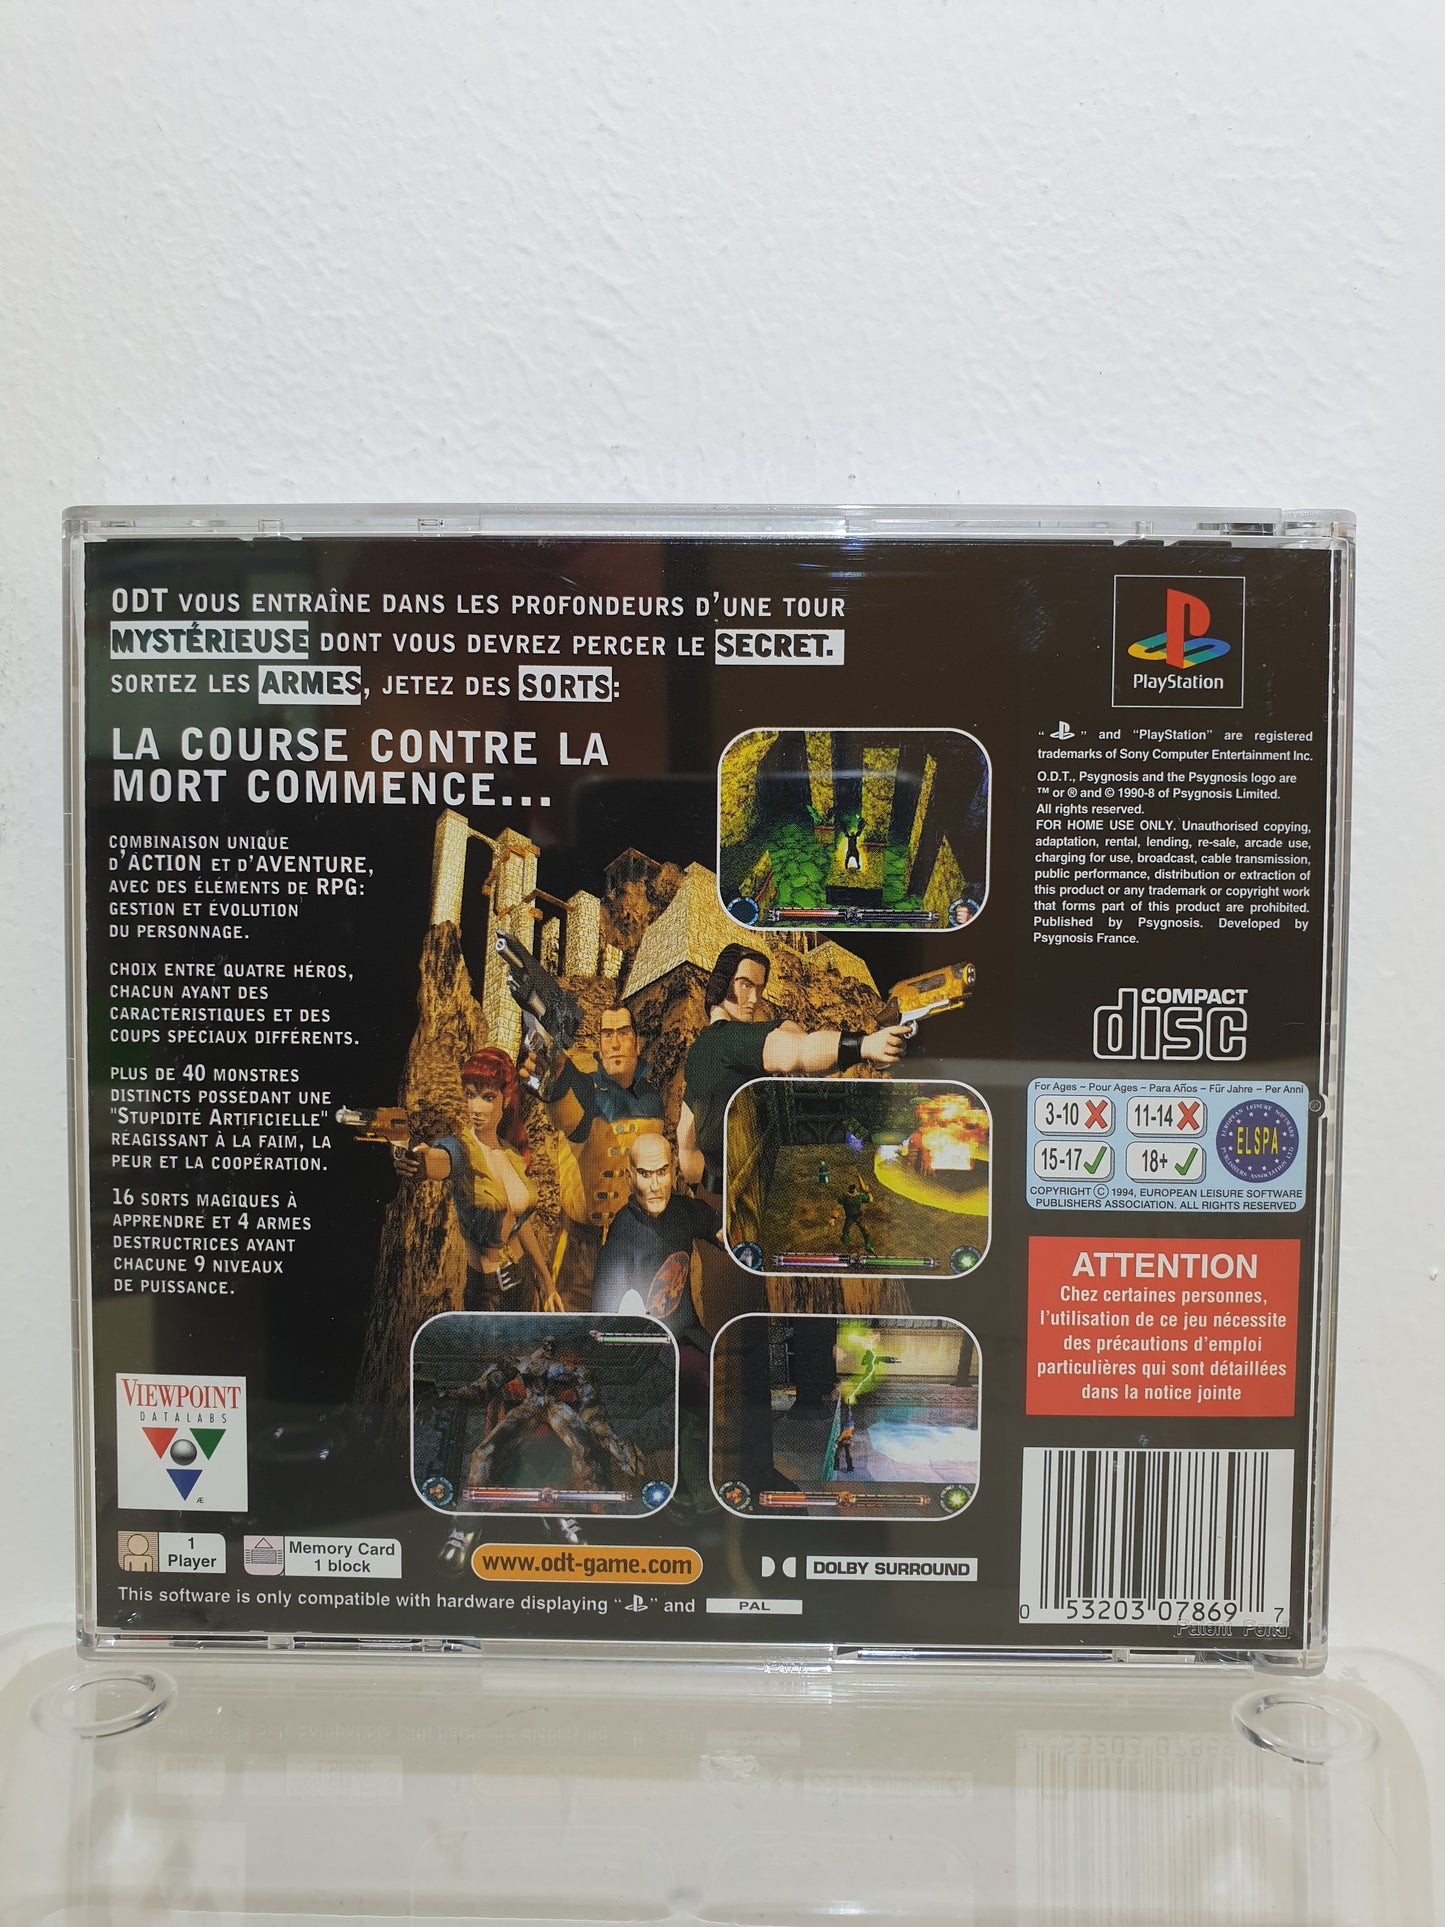 ODT VOUS ENTRAÎNE DANS LES PROFONDEURS D'UNE TOUR
MYSTÉRIEUSE DONT VOUS DEVREZ PERCER LE SECRET.
SORTEZ LES ARMES, JETEZ DES SORTS:
LA COURSE CONTRE LA
MORT COMMENCE...
COMBINAISON UNIQUE
D'ACTION ET D'AVENTURE,
AVEC DES ÉLÉMENTS DE RPG:
GESTION ET ÉVOLUTION
DU PERSONNAGE.
CHOIX ENTRE QUATRE HÉROS,
CHACUN AYANT DES
CARACTÉRISTIQUES ET DES
COUPS SPÉCIAUX DIFFÉRENTS.
PLUS DE 40 MONSTRES
DISTINCTS POSSÉDANT UNE
"STUPIDITÉ ARTIFICIELLE"
RÉAGISSANT À LA FAIM, LA
PEUR ET LA COOPÉRATION.
16 SORTS MAGIQUES À
APPRENDRE ET 4 ARMES
DESTRUCTRICES AYANT
CHACUNE 9 NIVEAUX
DE PUISSANCE.
VIEWPOINT
DATALABS
Æ
1
Player
Memory Card
1 block
www.odt-game.com
DOLBY SURROUND
This software is only compatible with hardware displaying " " and PAL
PlayStation
" " and "PlayStation" are registered
trademarks of Sony Computer Entertainment Inc.
O.D.T., Psygnosis and the Psygnosis logo are
™ or ® and © 1990-8 of Psygnosis Limited.
All rights reserved.
FOR HOME USE ONLY. Unauthorised copying,
adaptation, rental, lending, re-sale, arcade use,
charging for use, broadcast, cable transmission,
public performance, distribution or extraction of
this product or any trademark or copyright work
that forms part of this product are prohibited.
Published by Psygnosis. Developed by
Psygnosis France.
COMPACT
disc
For Ages ~ Pour Ages ~ Para Años ~ Für Jahre ~ Per Anni
3-10 11-14
15-17 18+
EUROPEAN LEISURE SOFTWARE
ELSPA
PUBLISHERS ASSOCIATION LTD
COPYRIGHT © 1994, EUROPEAN LEISURE SOFTWARE
PUBLISHERS ASSOCIATION. ALL RIGHTS RESERVED
ATTENTION
Chez certaines personnes,
l'utilisation de ce jeu nécessite
des précautions d'emploi
particulières qui sont détaillées
dans la notice jointe
0 53203 07869 7
Patent Pend